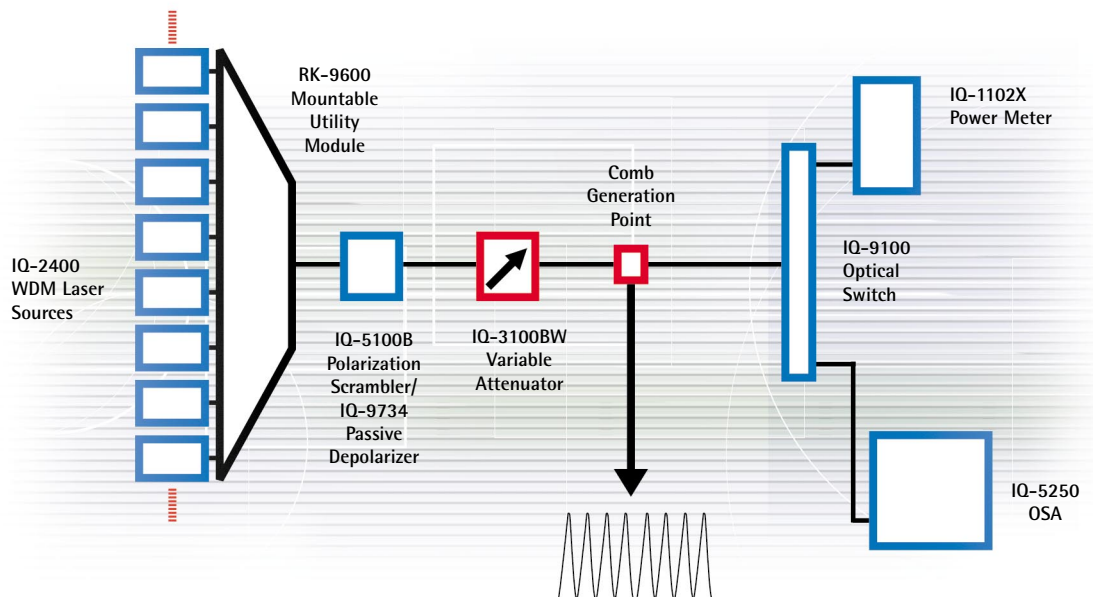 RK-9600
Mountable
Utility
Module
IQ-1102X
Power Meter
Comb
Generation
Point
IQ-2400
WDM Laser
Sources
IQ-9100
Optical
Switch
IQ-5100B
Polarization
Scrambler/
IQ-9734
Passive
Depolarizer
IQ-3100BW
Variable
Attenuator
IQ-5250
OSA